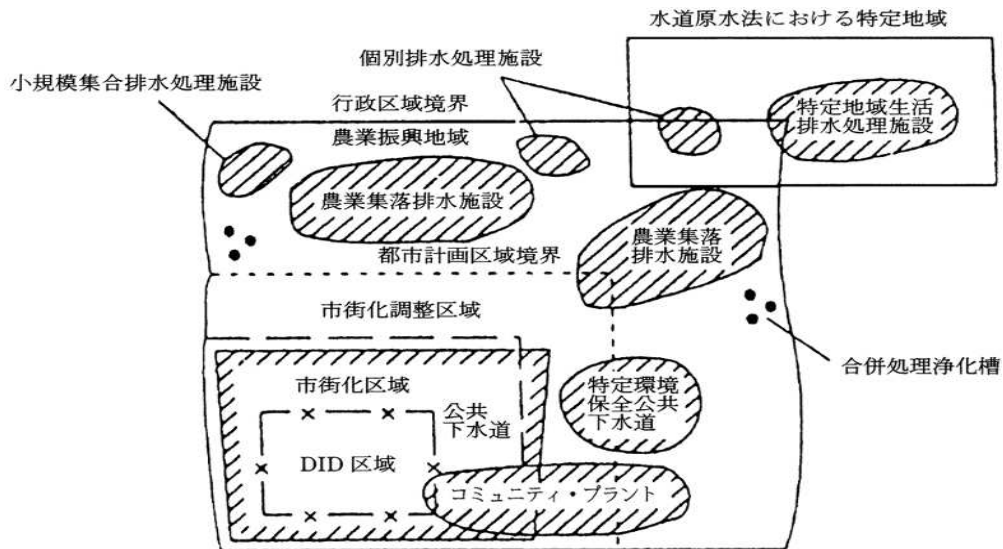 水道原水法における特定地域
個別排水処理施設
小規模集合排水処理施設
行政区域境界
特定地域生活
排水処理施設
農業振興地域
農業集落排水施設
農業集落
排水施設
都市計画区域境界
市街化調整区域
合併処理浄化槽
市街化区域
特定環境
保全公共
下水道
公共
下水道
DID 区域
コミュニティ・プラント